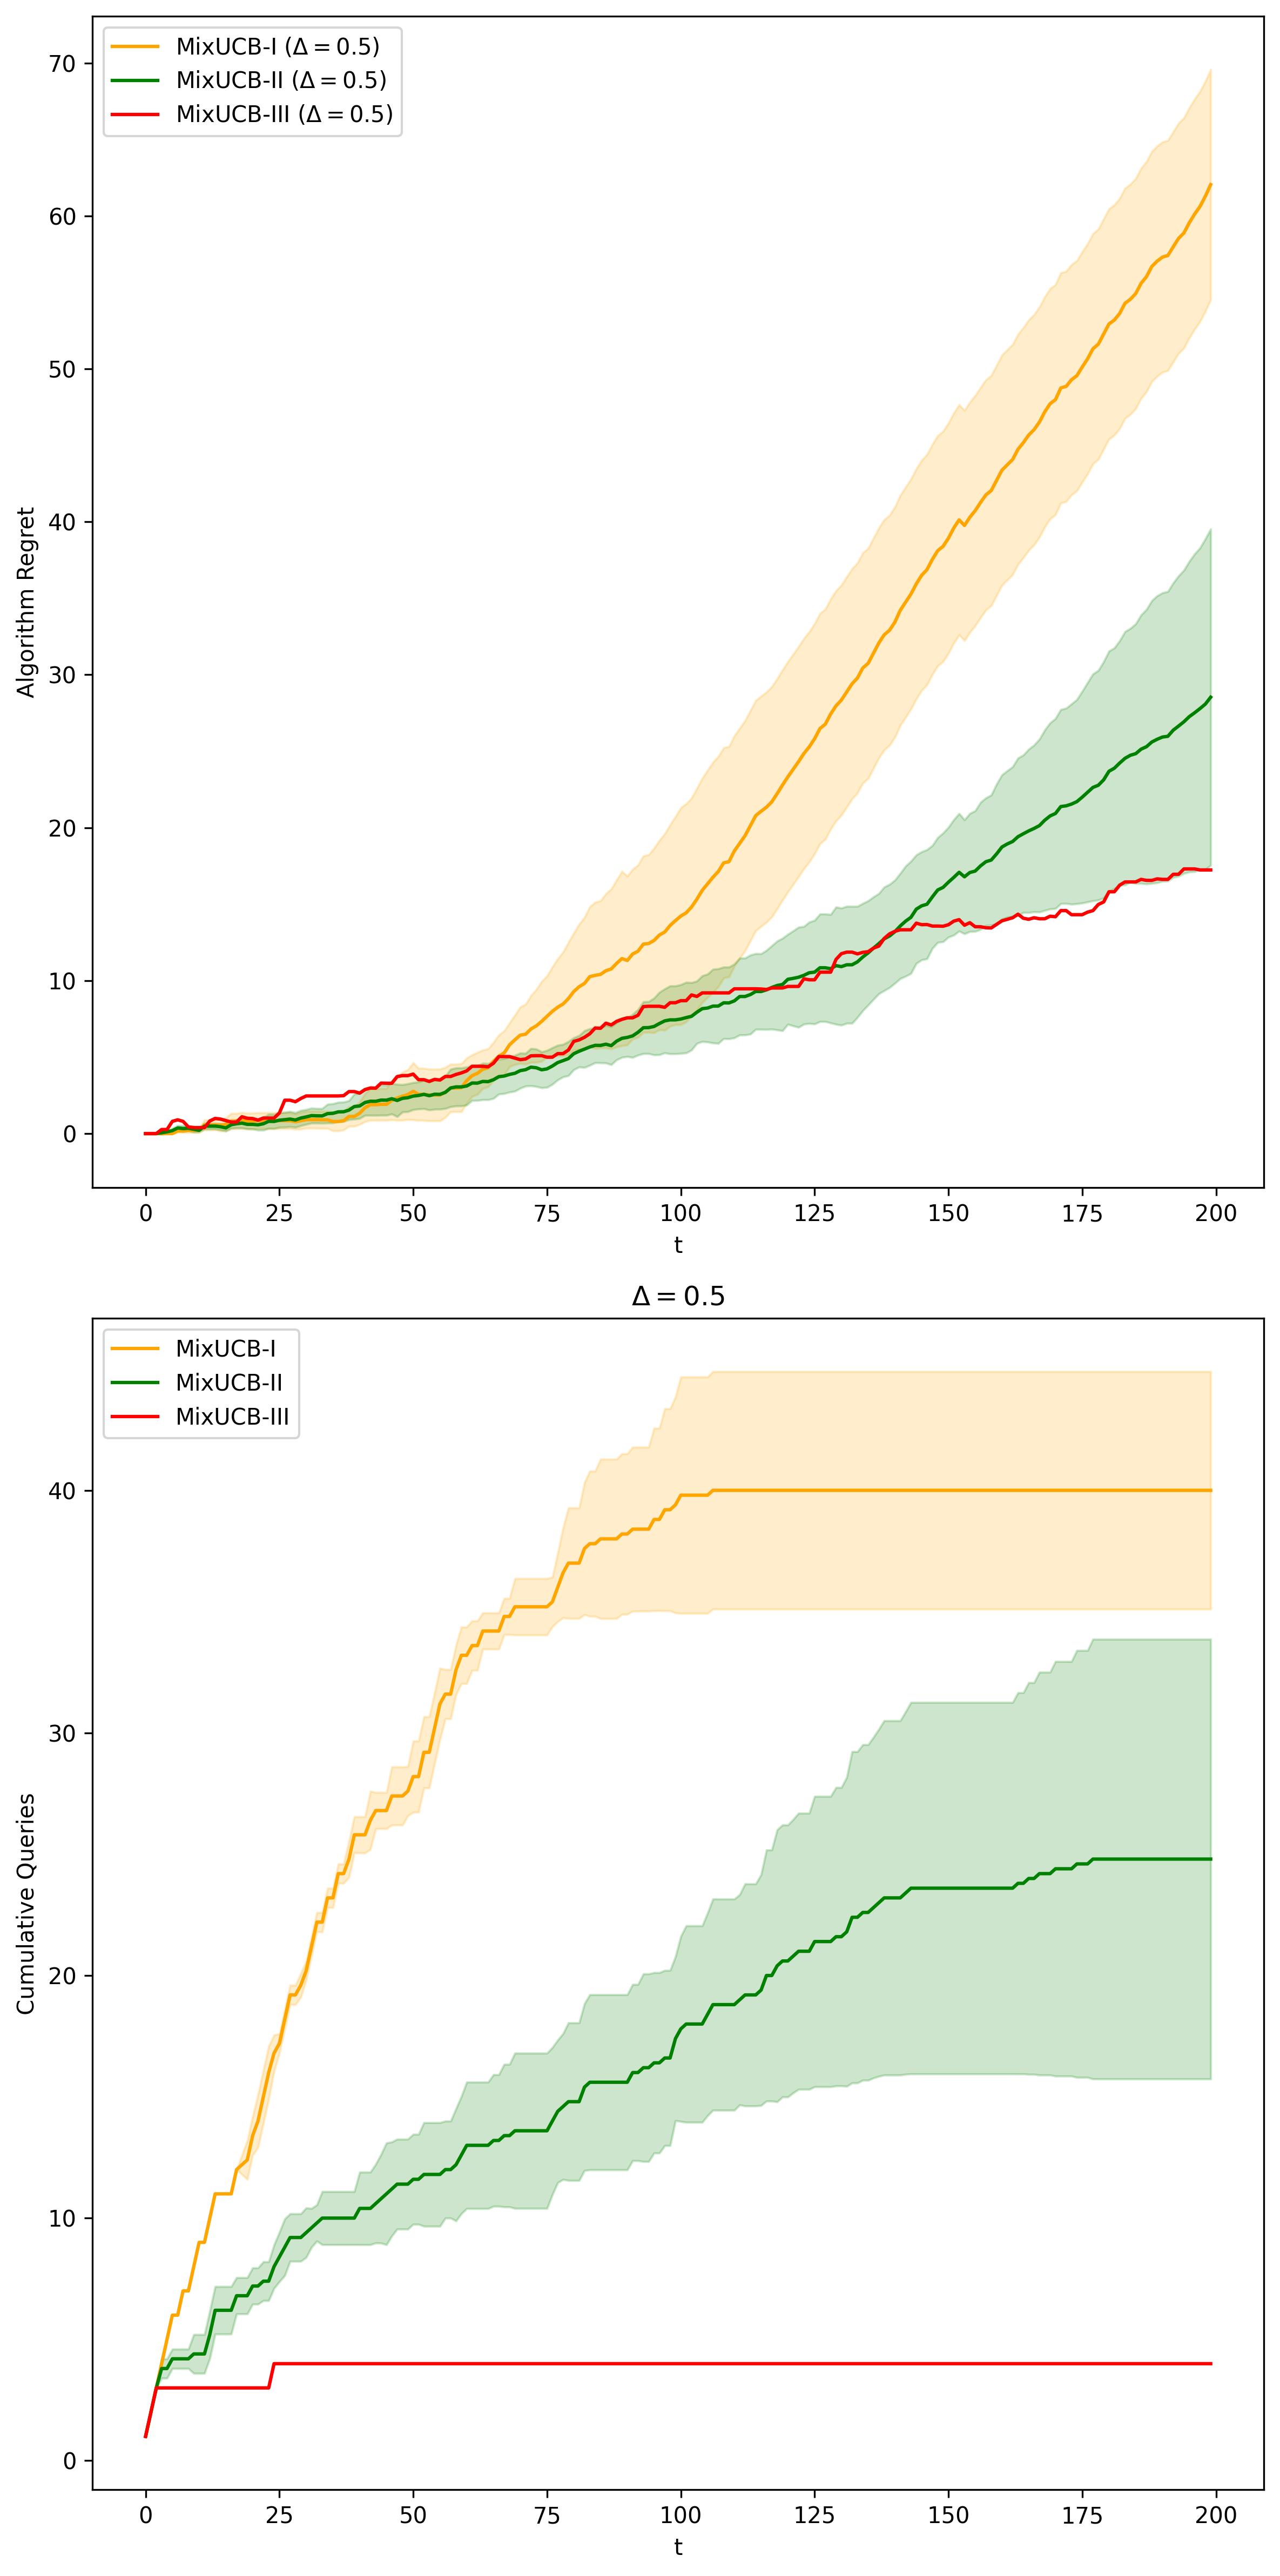 MixUCB-I (Δ = 0.5)
MixUCB-II (Δ = 0.5)
MixUCB-III (Δ = 0.5)
Algorithm Regret
70
60
50
40
30
20
10
0
0 25 50 75 100 125 150 175 200
t
Δ = 0.5
MixUCB-I
MixUCB-II
MixUCB-III
Cumulative Queries
40
30
20
10
0
0 25 50 75 100 125 150 175 200
t